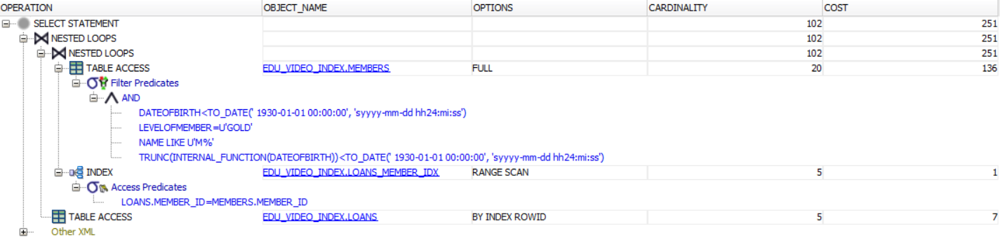 OPERATION OBJECT_NAME OPTIONS CARDINALITY COST
SELECT STATEMENT 102 251
NESTED LOOPS 102 251
NESTED LOOPS 102 251
TABLE ACCESS EDU_VIDEO_INDEX.MEMBERS FULL 20 136
Filter Predicates
AND
DATEOFBIRTH<TO_DATE(' 1930-01-01 00:00:00', 'syyyy-mm-dd hh24:mi:ss')
LEVELOFMEMBER=U'GOLD'
NAME LIKE U'M%'
TRUNC(INTERNAL_FUNCTION(DATEOFBIRTH))<TO_DATE(' 1930-01-01 00:00:00', 'syyyy-mm-dd hh24:mi:ss')
INDEX EDU_VIDEO_INDEX.LOANS_MEMBER_IDX RANGE SCAN 5 1
Access Predicates
LOANS.MEMBER_ID=MEMBERS.MEMBER_ID
TABLE ACCESS EDU_VIDEO_INDEX.LOANS BY INDEX ROWID 5 7
Other XML